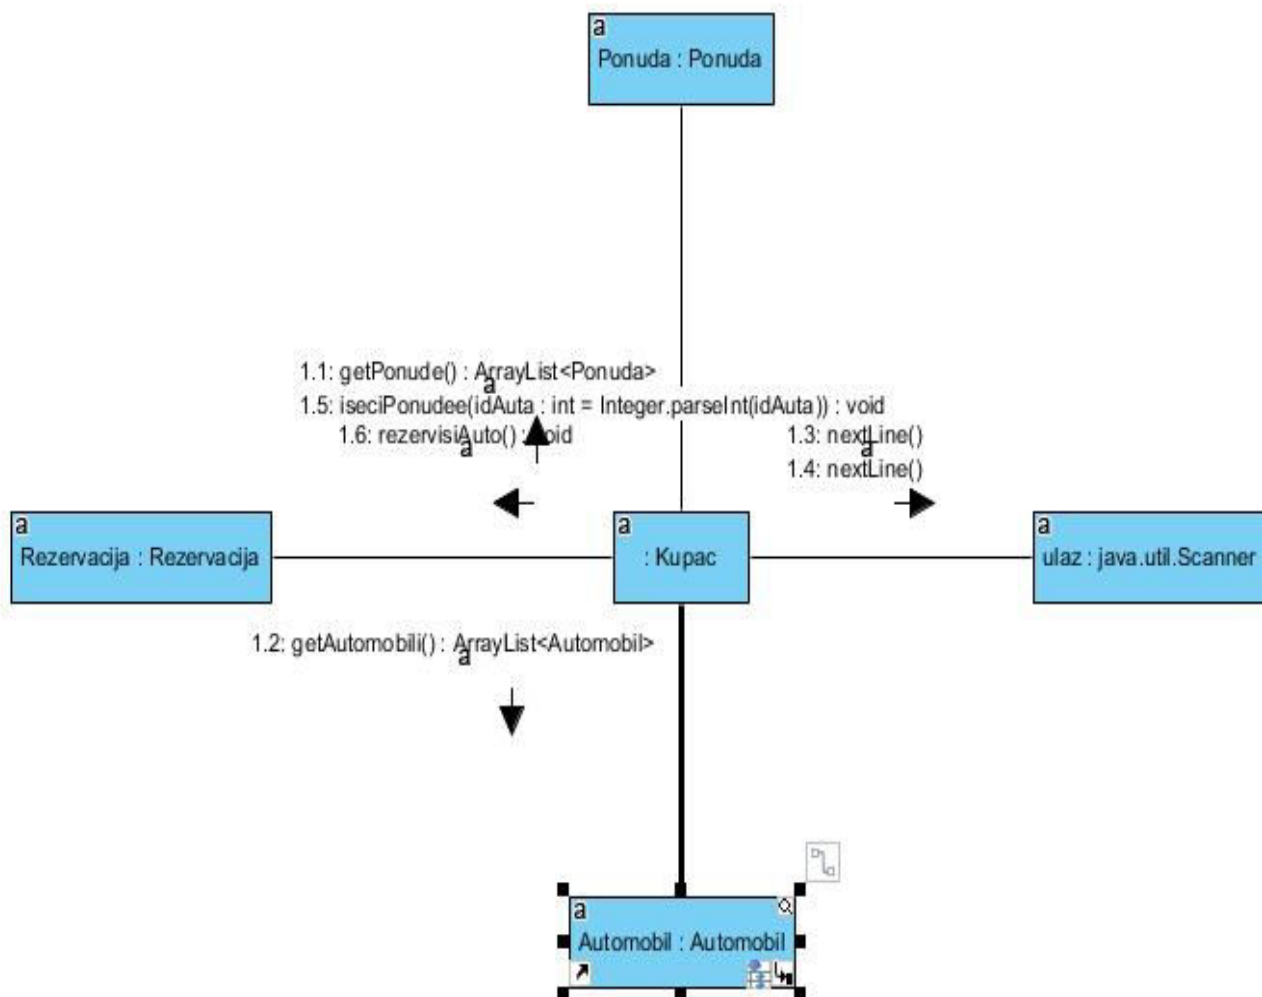 a
Ponuda : Ponuda
1.1: getPonude() : ArrayList<Ponuda>
a
1.5: iseciPonudee(idAuta : int = Integer.parseInt(idAuta)) : void
1.6: rezervisiAuto() : void
a
1.3: nextLine()
a
1.4: nextLine()
a
Rezervacija : Rezervacija
a
: Kupac
a
ulaz : java.util.Scanner
1.2: getAutomobili() : ArrayList<Automobil>
a
a
Automobil : Automobil